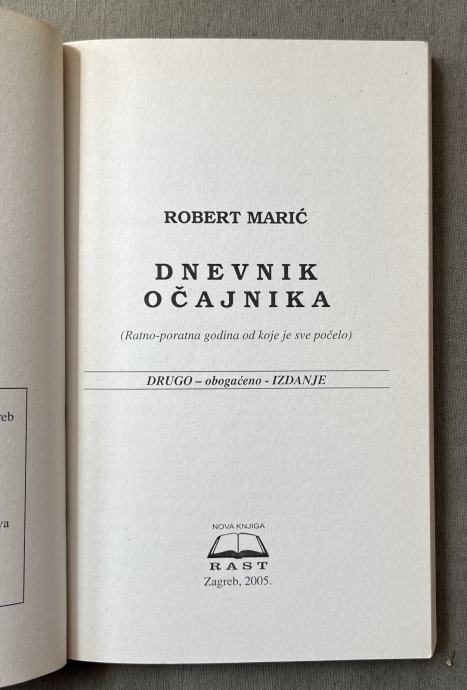 ROBERT MARIĆ
DNEVNIK
OČAJNIKA
(Ratno-poratna godina od koje je sve počelo)
DRUGO – obogaćeno - IZDANJE
NOVA KNJIGA
RAST
Zagreb, 2005.